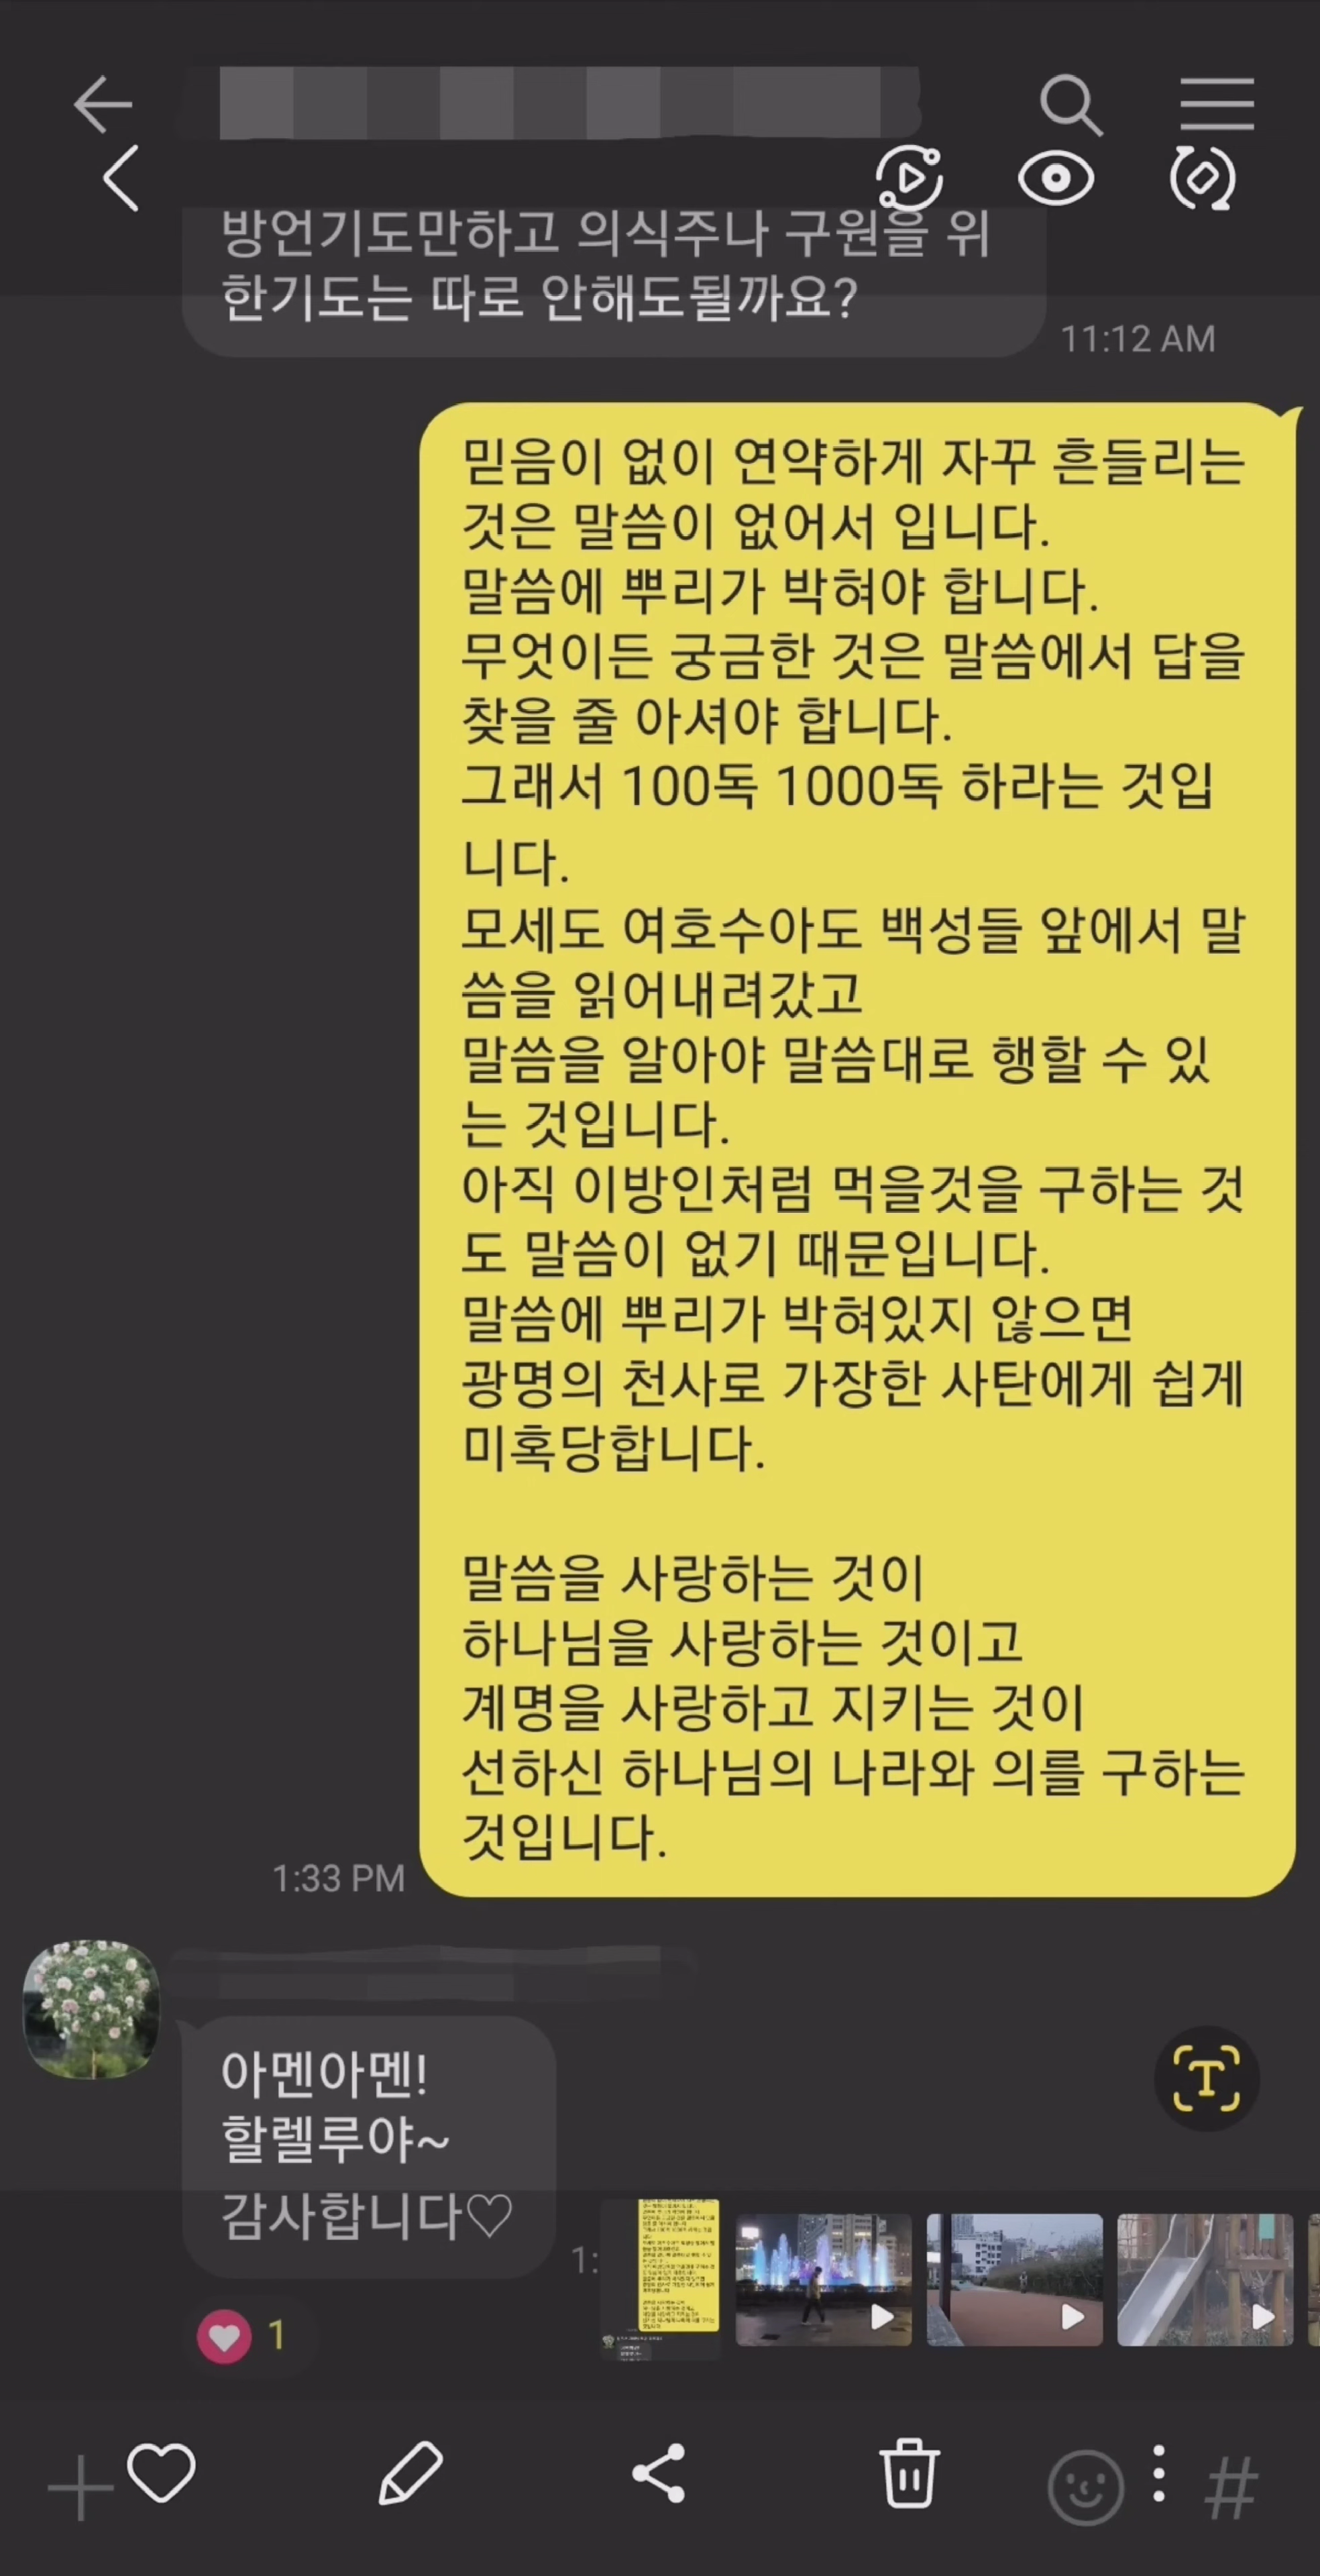 방언기도만하고 의식주나 구원을 위
한기도는 따로 안해도될까요?
11:12 AM
믿음이 없이 연약하게 자꾸 흔들리는
것은 말씀이 없어서 입니다.
말씀에 뿌리가 박혀야 합니다.
무엇이든 궁금한 것은 말씀에서 답을
찾을 줄 아셔야 합니다.
그래서 100독 1000독 하라는 것입
니다.
모세도 여호수아도 백성들 앞에서 말
씀을 읽어내려갔고
말씀을 알아야 말씀대로 행할 수 있
는 것입니다.
아직 이방인처럼 먹을것을 구하는 것
도 말씀이 없기 때문입니다.
말씀에 뿌리가 박혀있지 않으면
광명의 천사로 가장한 사탄에게 쉽게
미혹당합니다.
말씀을 사랑하는 것이
하나님을 사랑하는 것이고
계명을 사랑하고 지키는 것이
선하신 하나님의 나라와 의를 구하는
것입니다.
1:33 PM
아멘아멘!
할렐루야~
감사합니다♡
1:
1
#